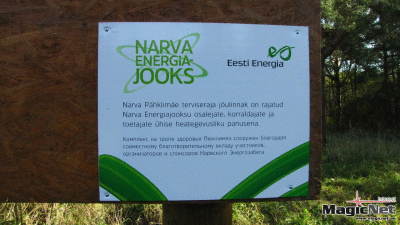 NARVA
ENERGIA-
JOOKS
Eesti Energia
Narva Pähklimäe terviseraja jõulinnak on rajatud
Narva Energiajooksu osalejate, korraldajate ja
toetajate ühise heategevusliku panusena.
Комплекс на тропе здоровья Пяхклимяэ сооружен благодаря
совместному благотворительному вкладу участников,
организаторов и спонсоров Нарвского Энергозабега
MagicNet